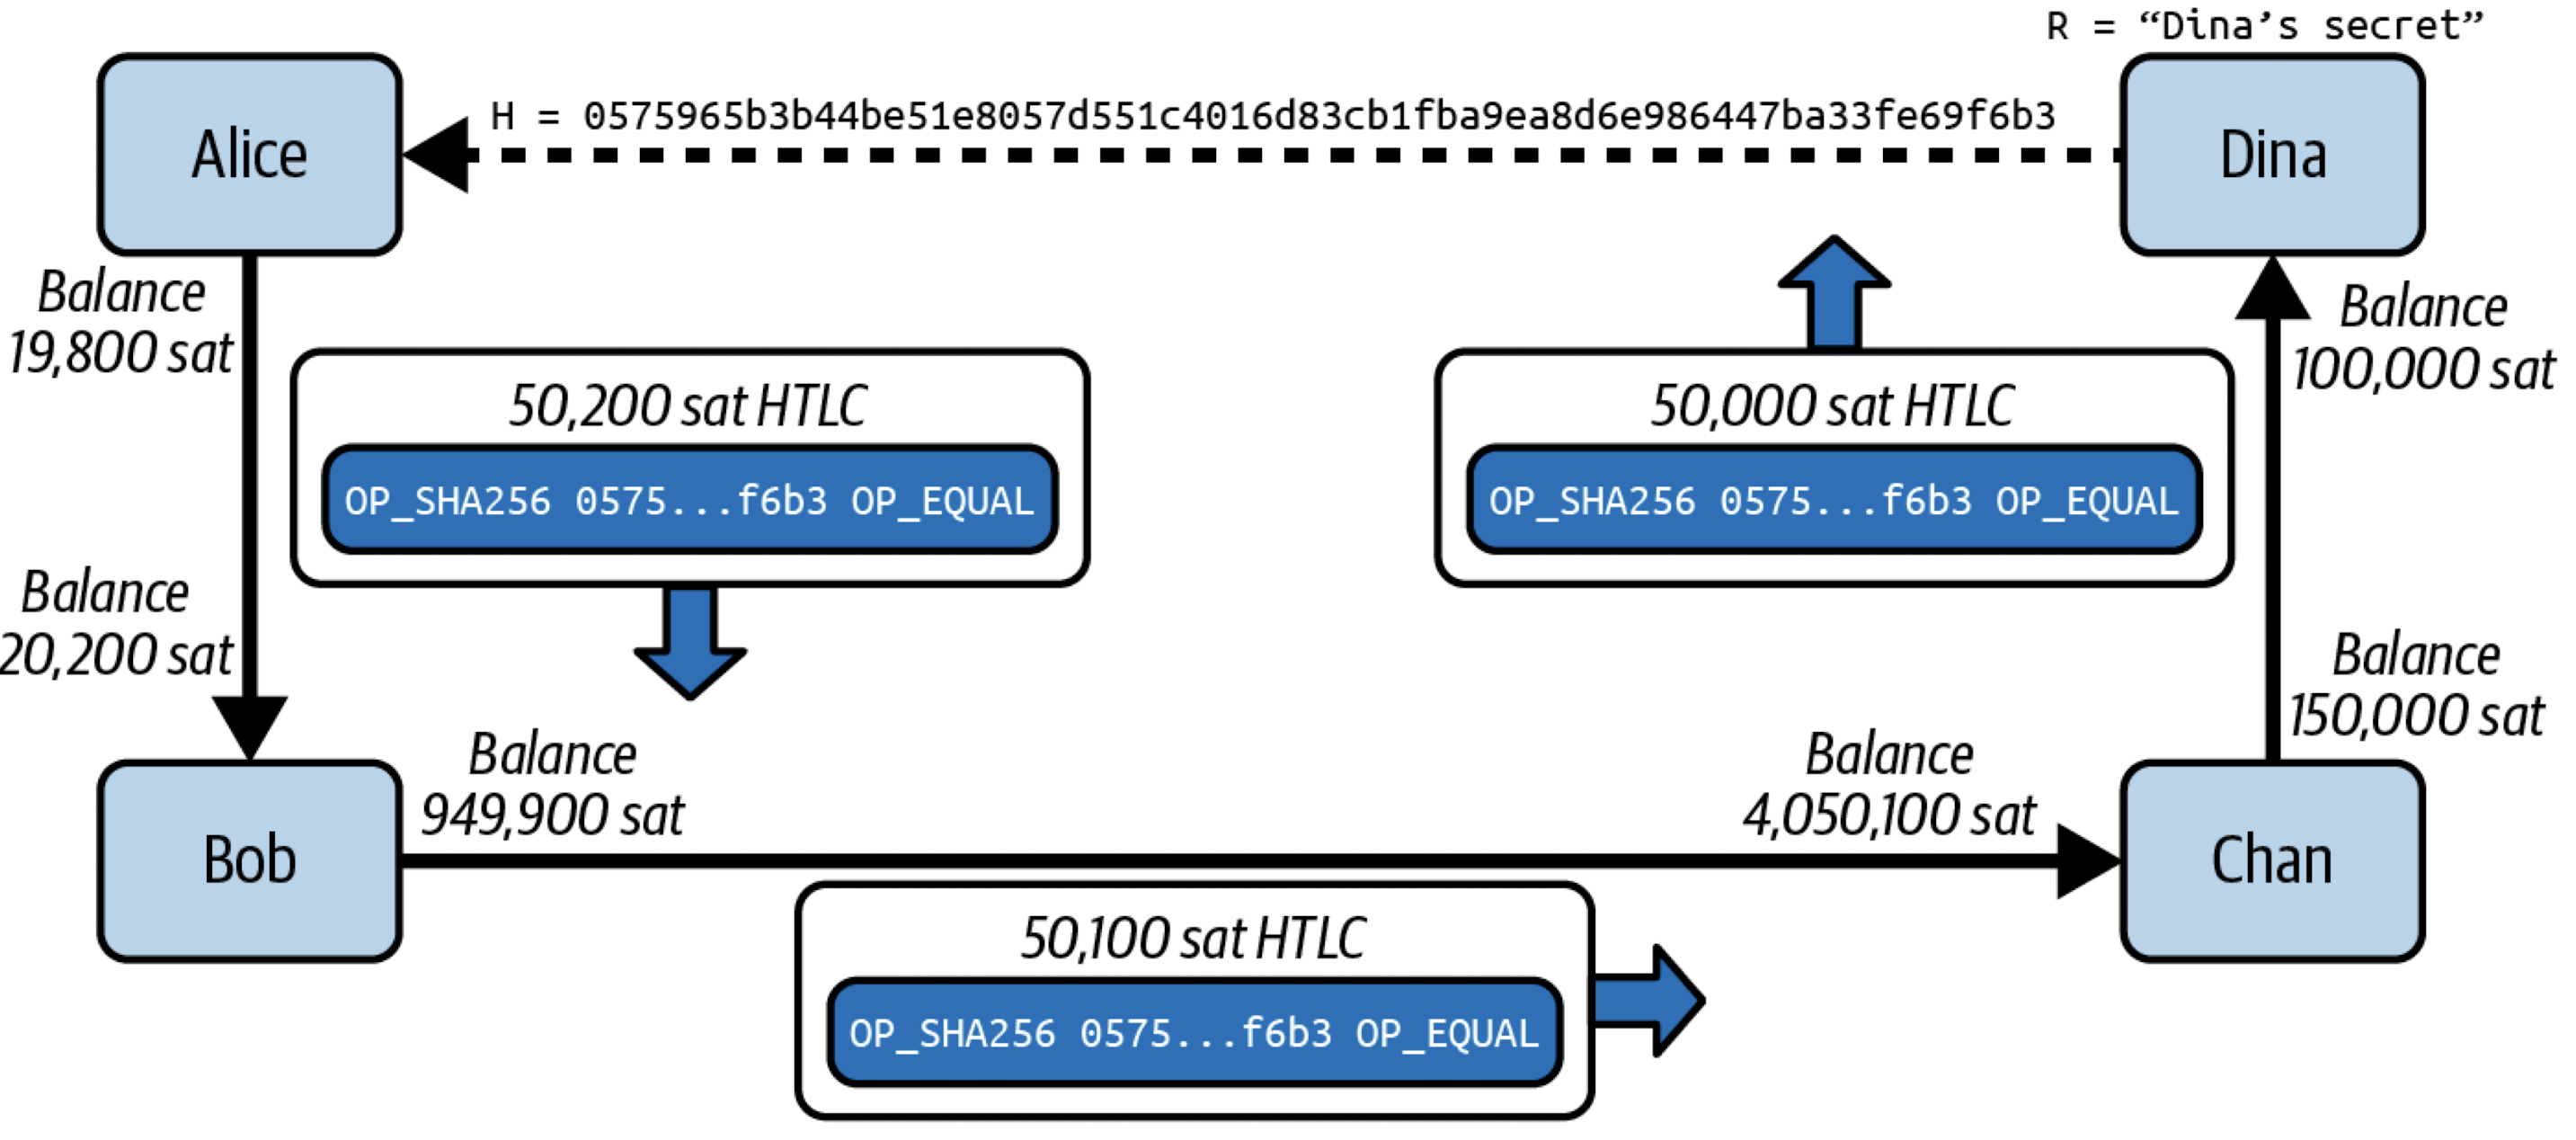 R = “Dina’s secret”
Alice
H = 0575965b3b44be51e8057d551c4016d83cb1fba9ea8d6e986447ba33fe69f6b3
Dina
Balance
19,800 sat
50,200 sat HTLC
OP_SHA256 0575...f6b3 OP_EQUAL
50,000 sat HTLC
OP_SHA256 0575...f6b3 OP_EQUAL
Balance
100,000 sat
Balance
20,200 sat
Balance
150,000 sat
Bob
Balance
949,900 sat
Balance
4,050,100 sat
Chan
50,100 sat HTLC
OP_SHA256 0575...f6b3 OP_EQUAL